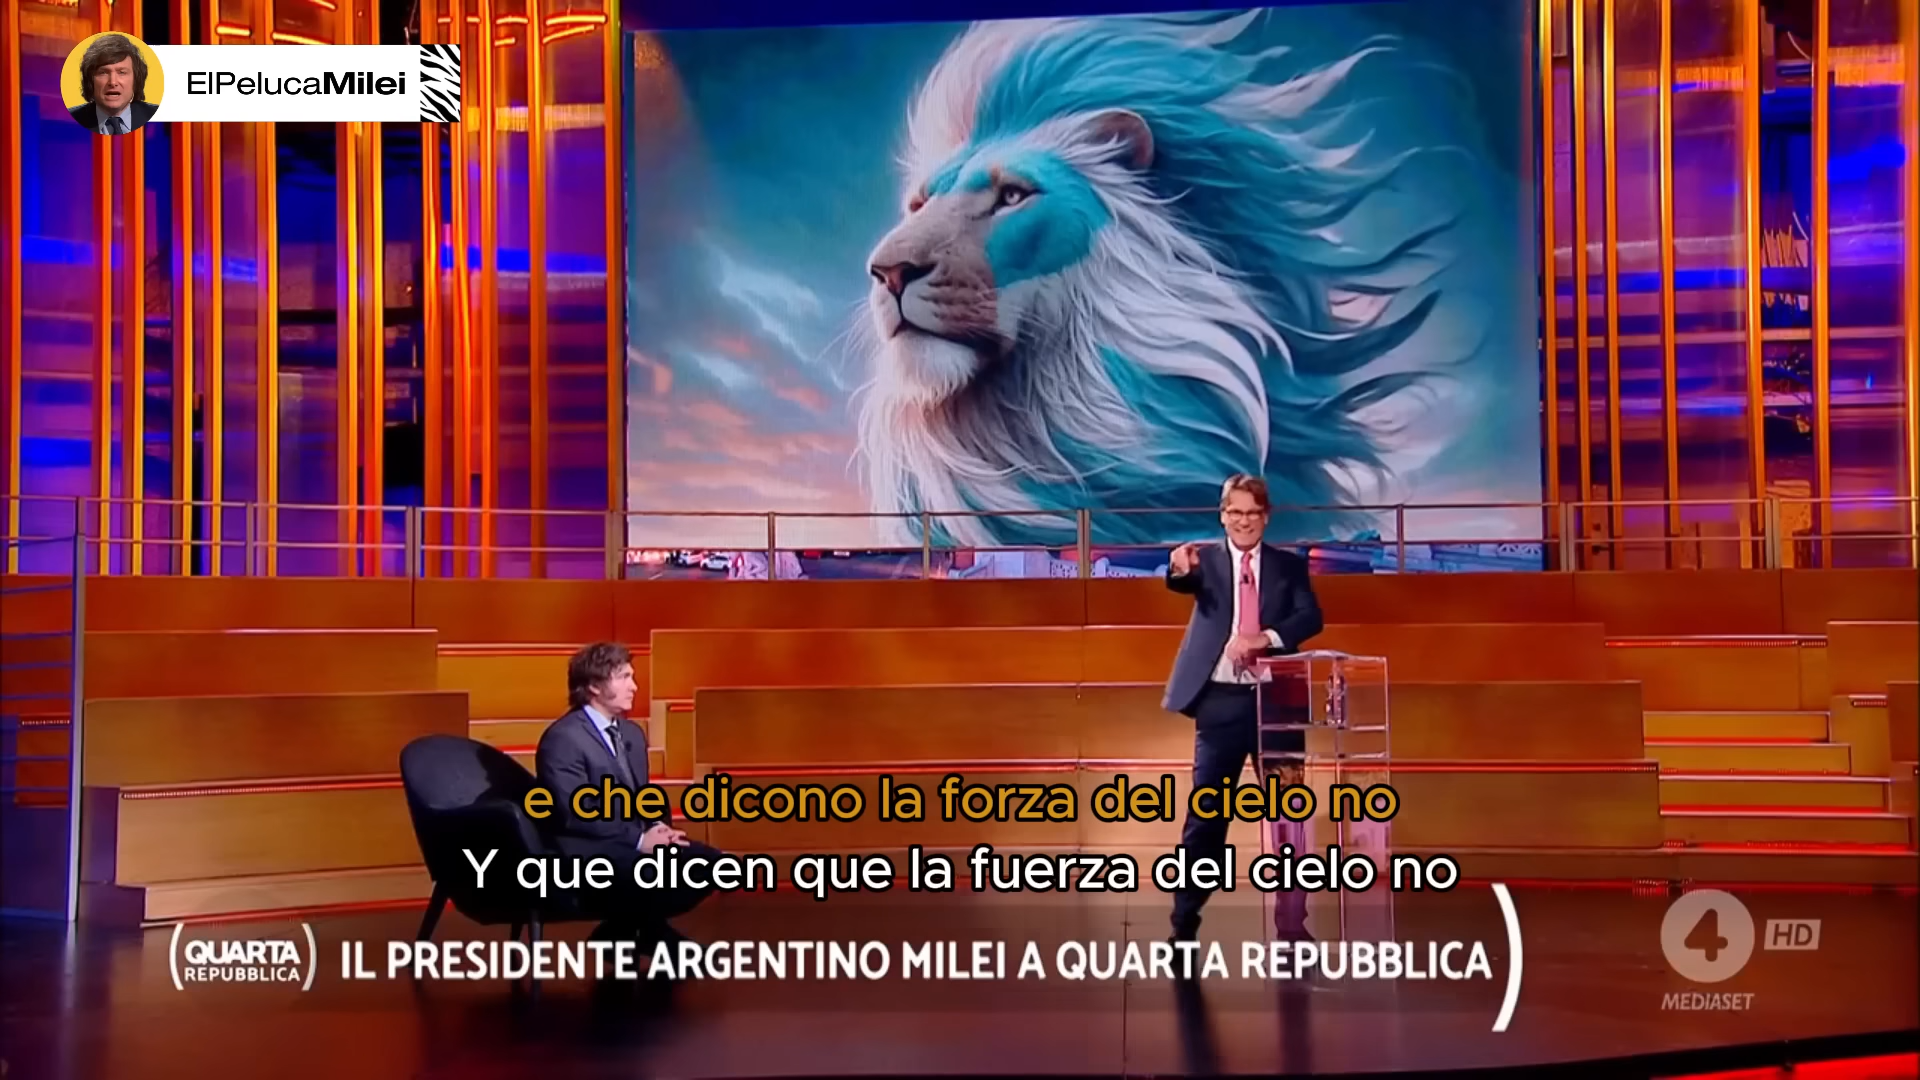 ElPelucaMilei
e che dicono la forza del cielo no
Y que dicen que la fuerza del cielo no
QUARTA
REPUBBLICA
IL PRESIDENTE ARGENTINO MILEI A QUARTA REPUBBLICA
4 HD
MEDIASET